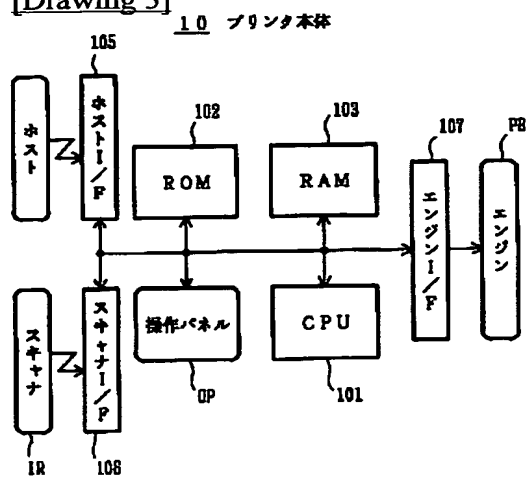 [Drawing 3]
10 プリンタ本体
105
102
103
107
PE
ホスト
ホストI/F
ROM
RAM
エンジンI/F
エンジン
スキャナ
スキャナI/F
操作パネル
CPU
IR
106
OP
101